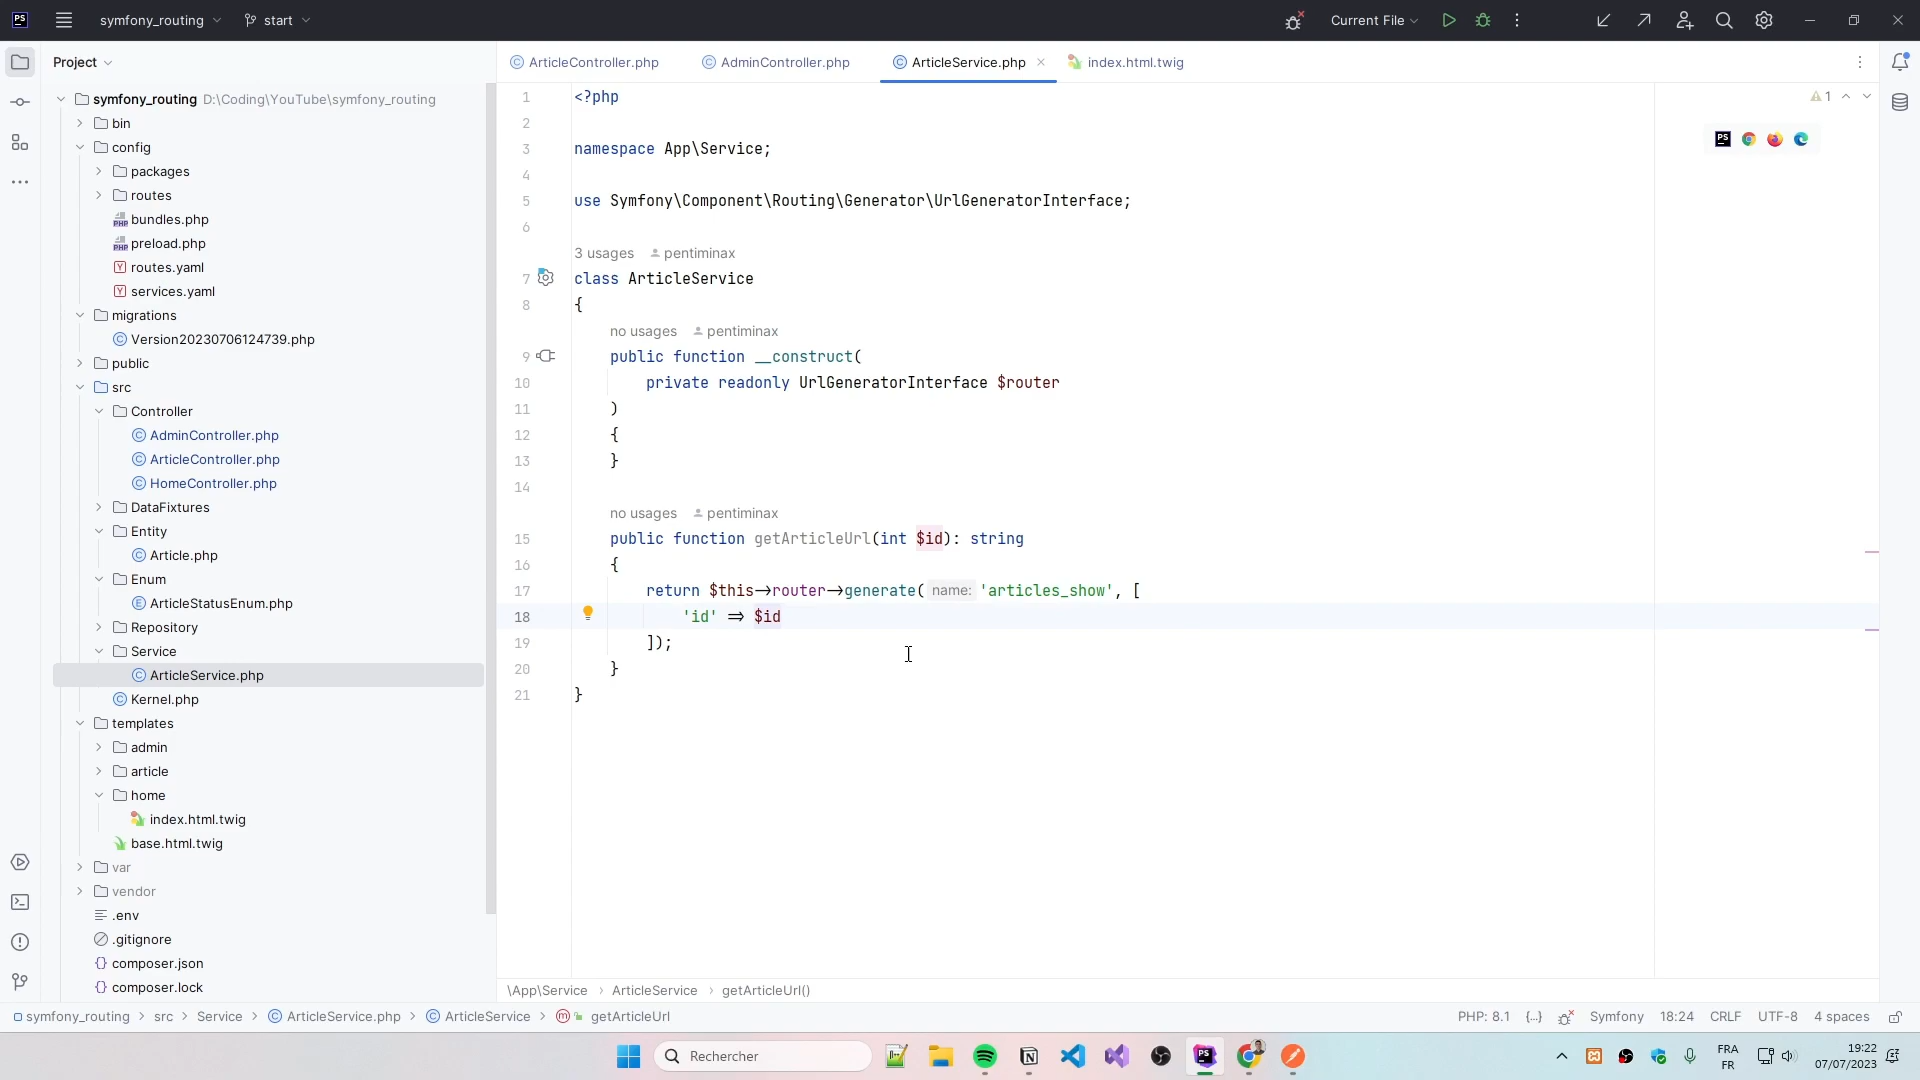 PS symfony_routing start Current File
Project
ArticleController.php AdminController.php ArticleService.php index.html.twig
symfony_routing D:\Coding\YouTube\symfony_routing
bin
config
packages
routes
bundles.php
preload.php
routes.yaml
services.yaml
migrations
Version20230706124739.php
public
src
Controller
AdminController.php
ArticleController.php
HomeController.php
DataFixtures
Entity
Article.php
Enum
ArticleStatusEnum.php
Repository
Service
ArticleService.php
Kernel.php
templates
admin
article
home
index.html.twig
base.html.twig
var
vendor
.env
.gitignore
composer.json
composer.lock
1 <?php
2
3 namespace App\Service;
4
5 use Symfony\Component\Routing\Generator\UrlGeneratorInterface;
6
3 usages pentiminax
7 class ArticleService
8 {
no usages pentiminax
9 public function __construct(
10 private readonly UrlGeneratorInterface $router
11 )
12 {
13 }
14
no usages pentiminax
15 public function getArticleUrl(int $id): string
16 {
17 return $this->router->generate( name: 'articles_show', [
18 'id' => $id
19 ]);
20 }
21 }
1
\App\Service › ArticleService › getArticleUrl()
symfony_routing > src > Service > ArticleService.php > ArticleService > getArticleUrl
PHP: 8.1 {..} Symfony 18:24 CRLF UTF-8 4 spaces
Rechercher
FRA
FR
19:22
07/07/2023